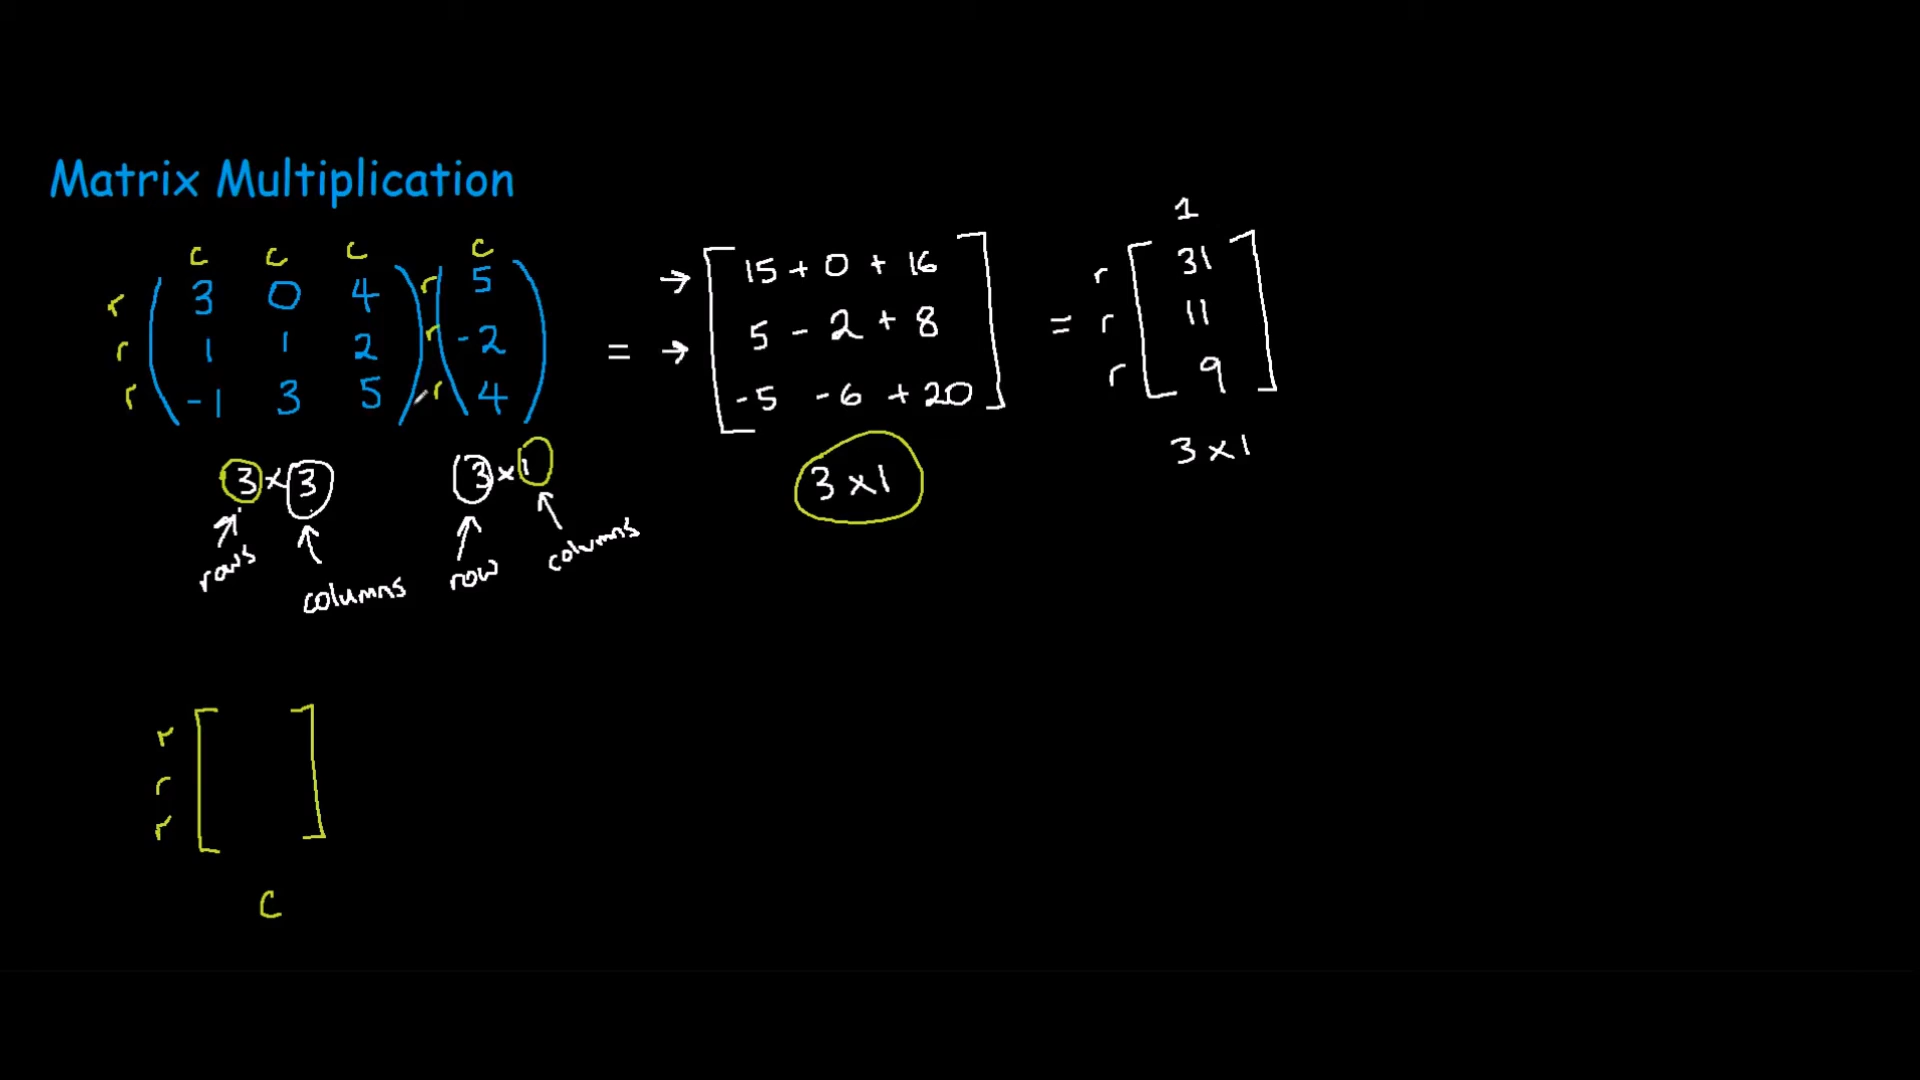 Matrix Multiplication
1
c c c c
r 3 0 4 r 5 → 15 + 0 + 16 r 31
r 1 1 2 r -2 = → 5 - 2 + 8 = r 11
r -1 3 5 r 4 -5 -6 +20 r 9
3 x 3 3 x 1 3 x 1 3 x 1
rows columns row columns
r
r
r
c